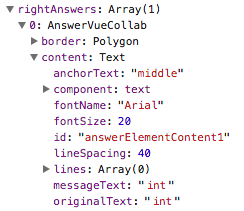 ▼ rightAnswers: Array(1)
▼ 0: AnswerVueCollab
▶ border: Polygon
▼ content: Text
anchorText: "middle"
▶ component: text
fontName: "Arial"
fontSize: 20
id: "answerElementContent1"
lineSpacing: 40
▶ lines: Array(0)
messageText: "int"
originalText: "int"